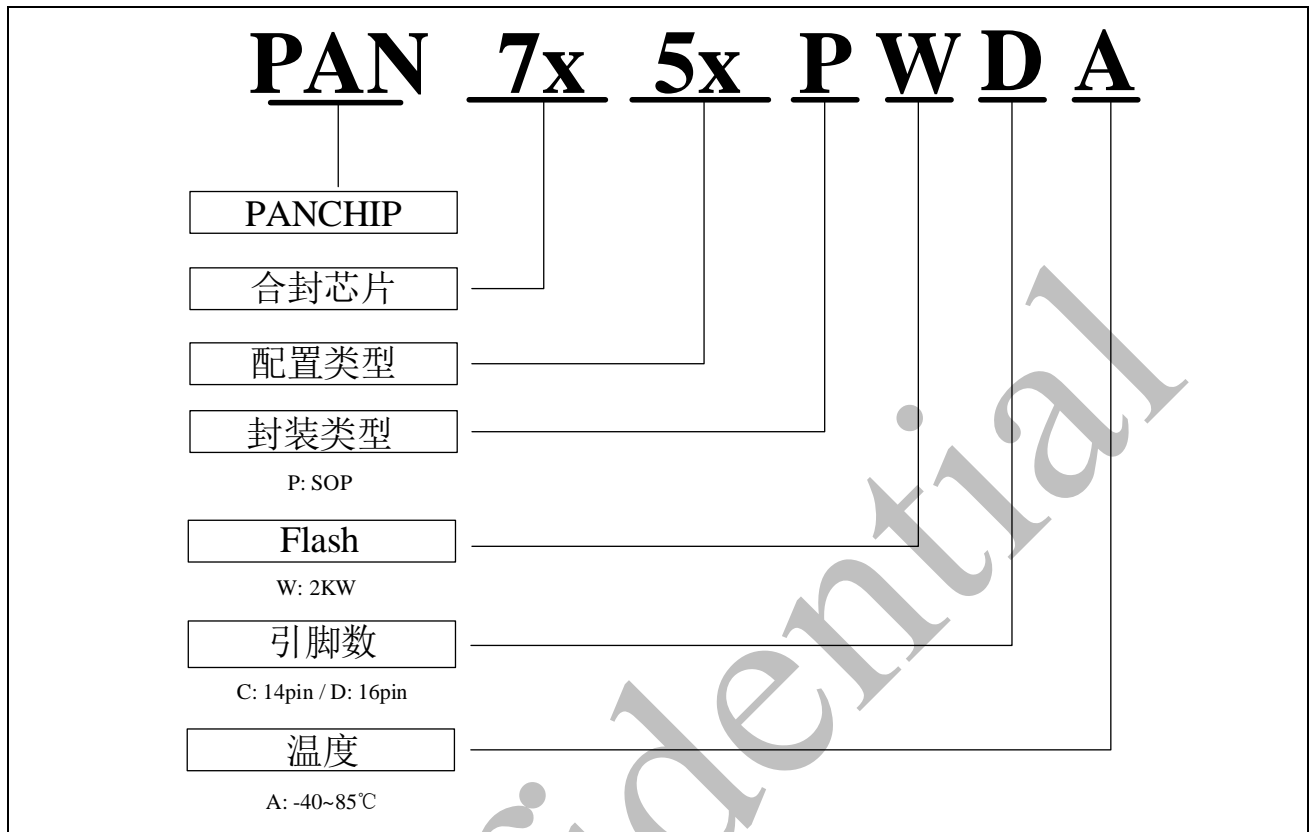 PAN 7x 5x P W D A
PANCHIP
合封芯片
配置类型
封装类型
P: SOP
Flash
W: 2KW
引脚数
C: 14pin / D: 16pin
温度
A: -40~85℃
fidential